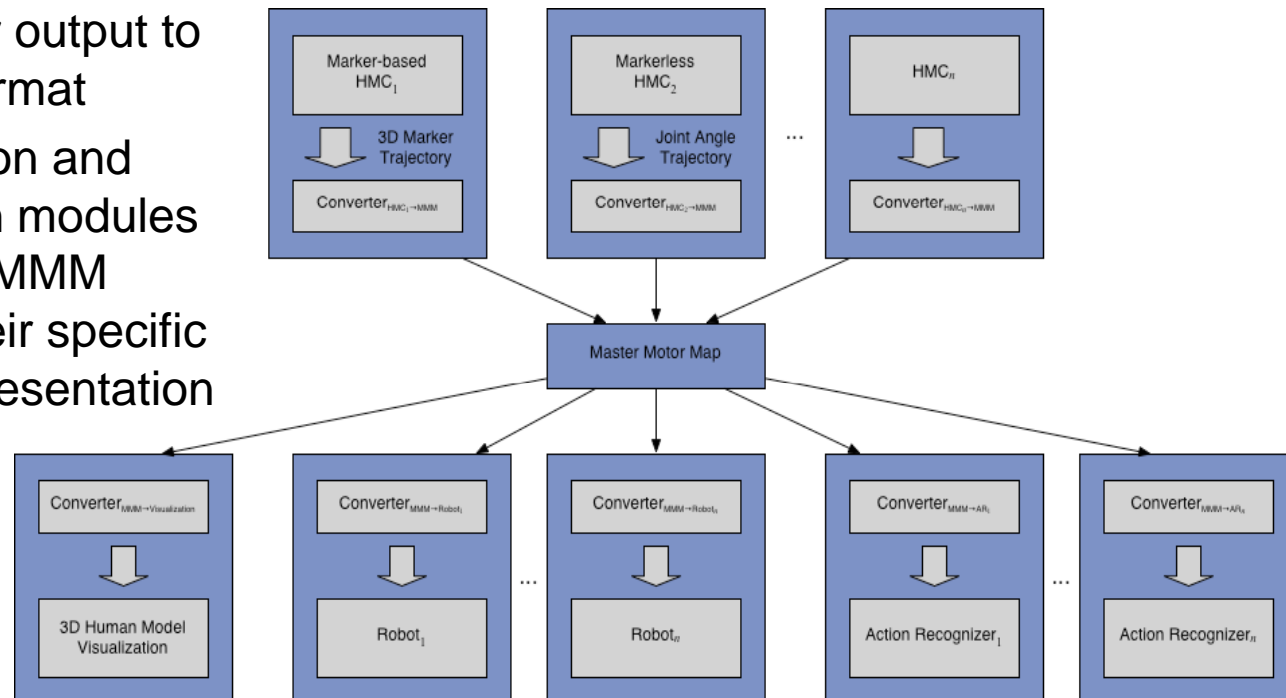 output to
rmat
on and
modules
MMM
eir specific
resentation
Marker-based
HMC1
3D Marker
Trajectory
ConverterHMC1→MMM
Markerless
HMC2
Joint Angle
Trajectory
ConverterHMC2→MMM
...
HMCn
ConverterHMCn→MMM
Master Motor Map
ConverterMMM→Visualization
3D Human Model
Visualization
ConverterMMM→Robot1
Robot1
...
ConverterMMM→Robotn
Robotn
ConverterMMM→AR1
Action Recognizer1
...
ConverterMMM→ARn
Action Recognizern